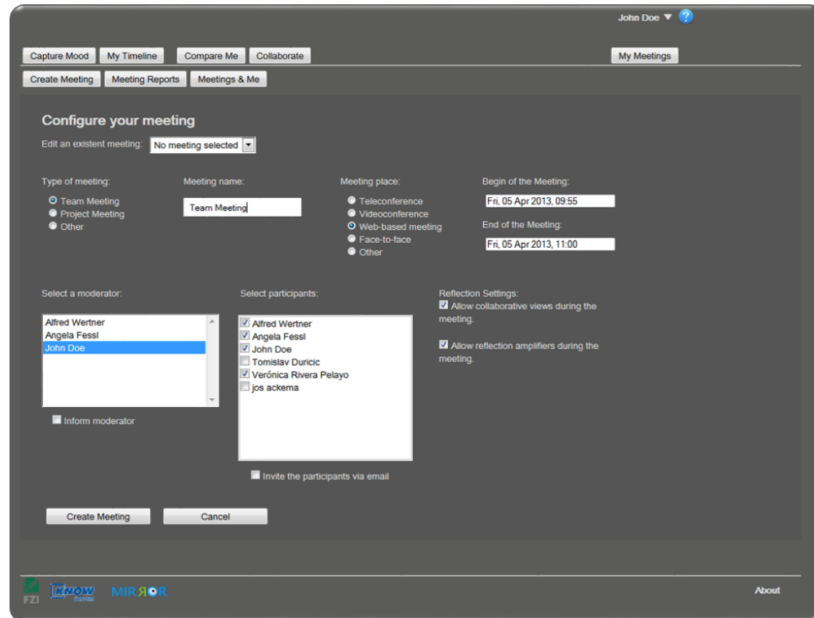 John Doe ▼ ?
Capture Mood My Timeline Compare Me Collaborate My Meetings
Create Meeting Meeting Reports Meetings & Me
Configure your meeting
Edit an existent meeting: No meeting selected
Type of meeting:
Team Meeting
Project Meeting
Other
Meeting name:
Team Meeting
Meeting place:
Teleconference
Videoconference
Web-based meeting
Face-to-face
Other
Begin of the Meeting:
Fri, 05 Apr 2013, 09:55
End of the Meeting:
Fri, 05 Apr 2013, 11:00
Select a moderator:
Alfred Wertner
Angela Fessl
John Doe
Inform moderator
Select participants:
Alfred Wertner
Angela Fessl
John Doe
Tomislav Duricic
Verónica Rivera Pelayo
jos ackema
Invite the participants via email
Reflection Settings:
Allow collaborative views during the
meeting.
Allow reflection amplifiers during the
meeting.
Create Meeting Cancel
FZI KNOW MIRROR About